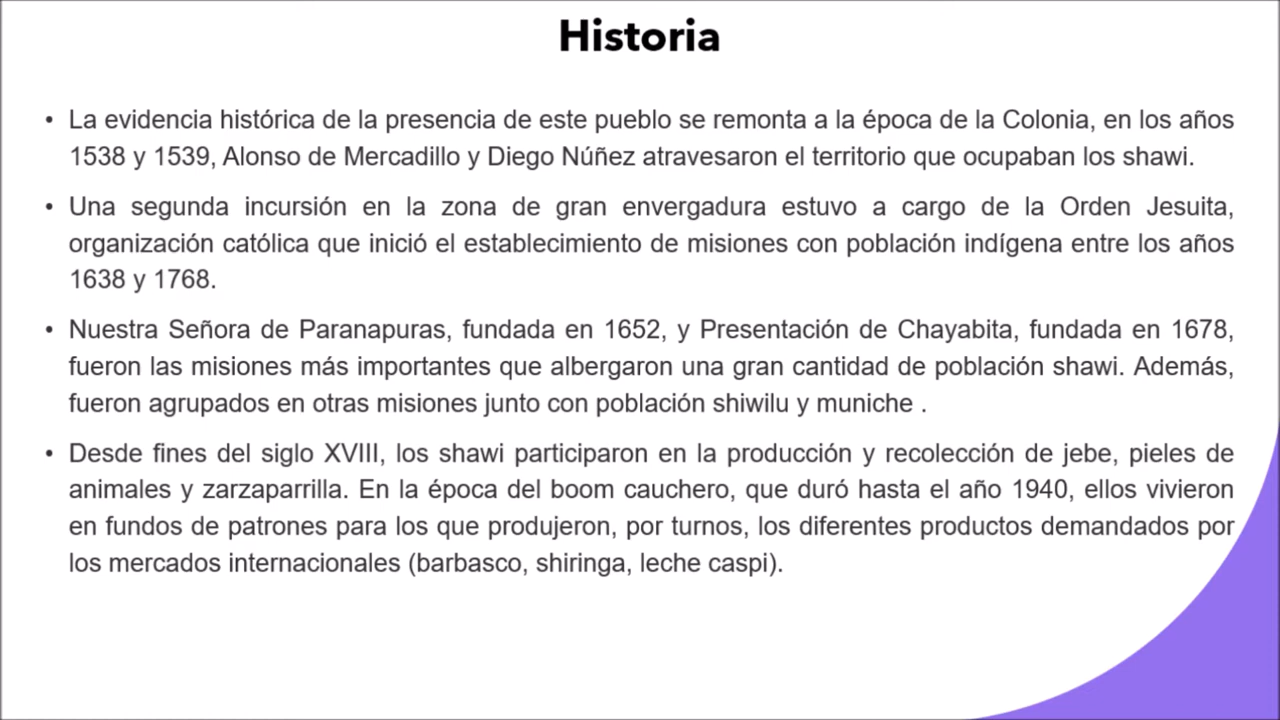 Historia
• La evidencia histórica de la presencia de este pueblo se remonta a la época de la Colonia, en los años
1538 y 1539, Alonso de Mercadillo y Diego Núñez atravesaron el territorio que ocupaban los shawi.
• Una segunda incursión en la zona de gran envergadura estuvo a cargo de la Orden Jesuita,
organización católica que inició el establecimiento de misiones con población indígena entre los años
1638 y 1768.
• Nuestra Señora de Paranapuras, fundada en 1652, y Presentación de Chayabita, fundada en 1678,
fueron las misiones más importantes que albergaron una gran cantidad de población shawi. Además,
fueron agrupados en otras misiones junto con población shiwilu y muniche .
• Desde fines del siglo XVIII, los shawi participaron en la producción y recolección de jebe, pieles de
animales y zarzaparrilla. En la época del boom cauchero, que duró hasta el año 1940, ellos vivieron
en fundos de patrones para los que produjeron, por turnos, los diferentes productos demandados por
los mercados internacionales (barbasco, shiringa, leche caspi).